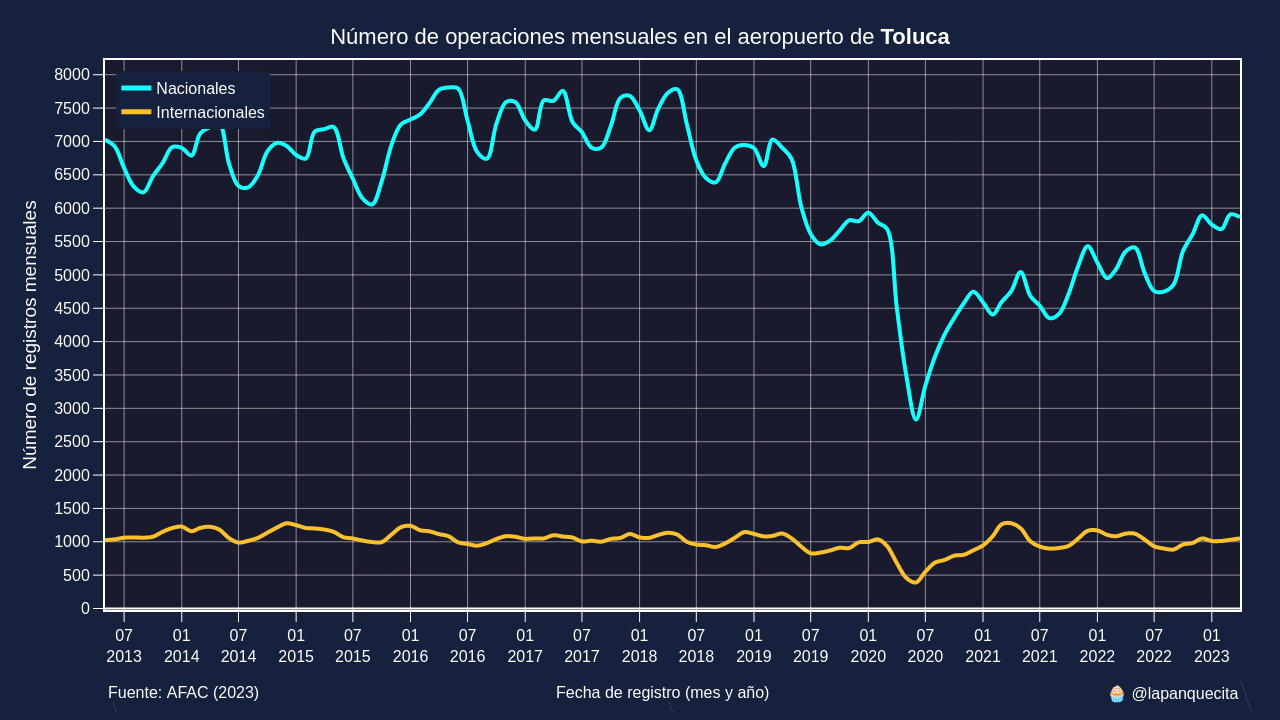 Número de operaciones mensuales en el aeropuerto de Toluca
Nacionales
Internacionales
Número de registros mensuales
8000
7500
7000
6500
6000
5500
5000
4500
4000
3500
3000
2500
2000
1500
1000
500
0
07 01 07 01 07 01 07 01 07 01 07 01 07 01 07 01 07 01 07 01
2013 2014 2014 2015 2015 2016 2016 2017 2017 2018 2018 2019 2019 2020 2020 2021 2021 2022 2022 2023
Fuente: AFAC (2023)
Fecha de registro (mes y año)
🧁 @lapanquecita